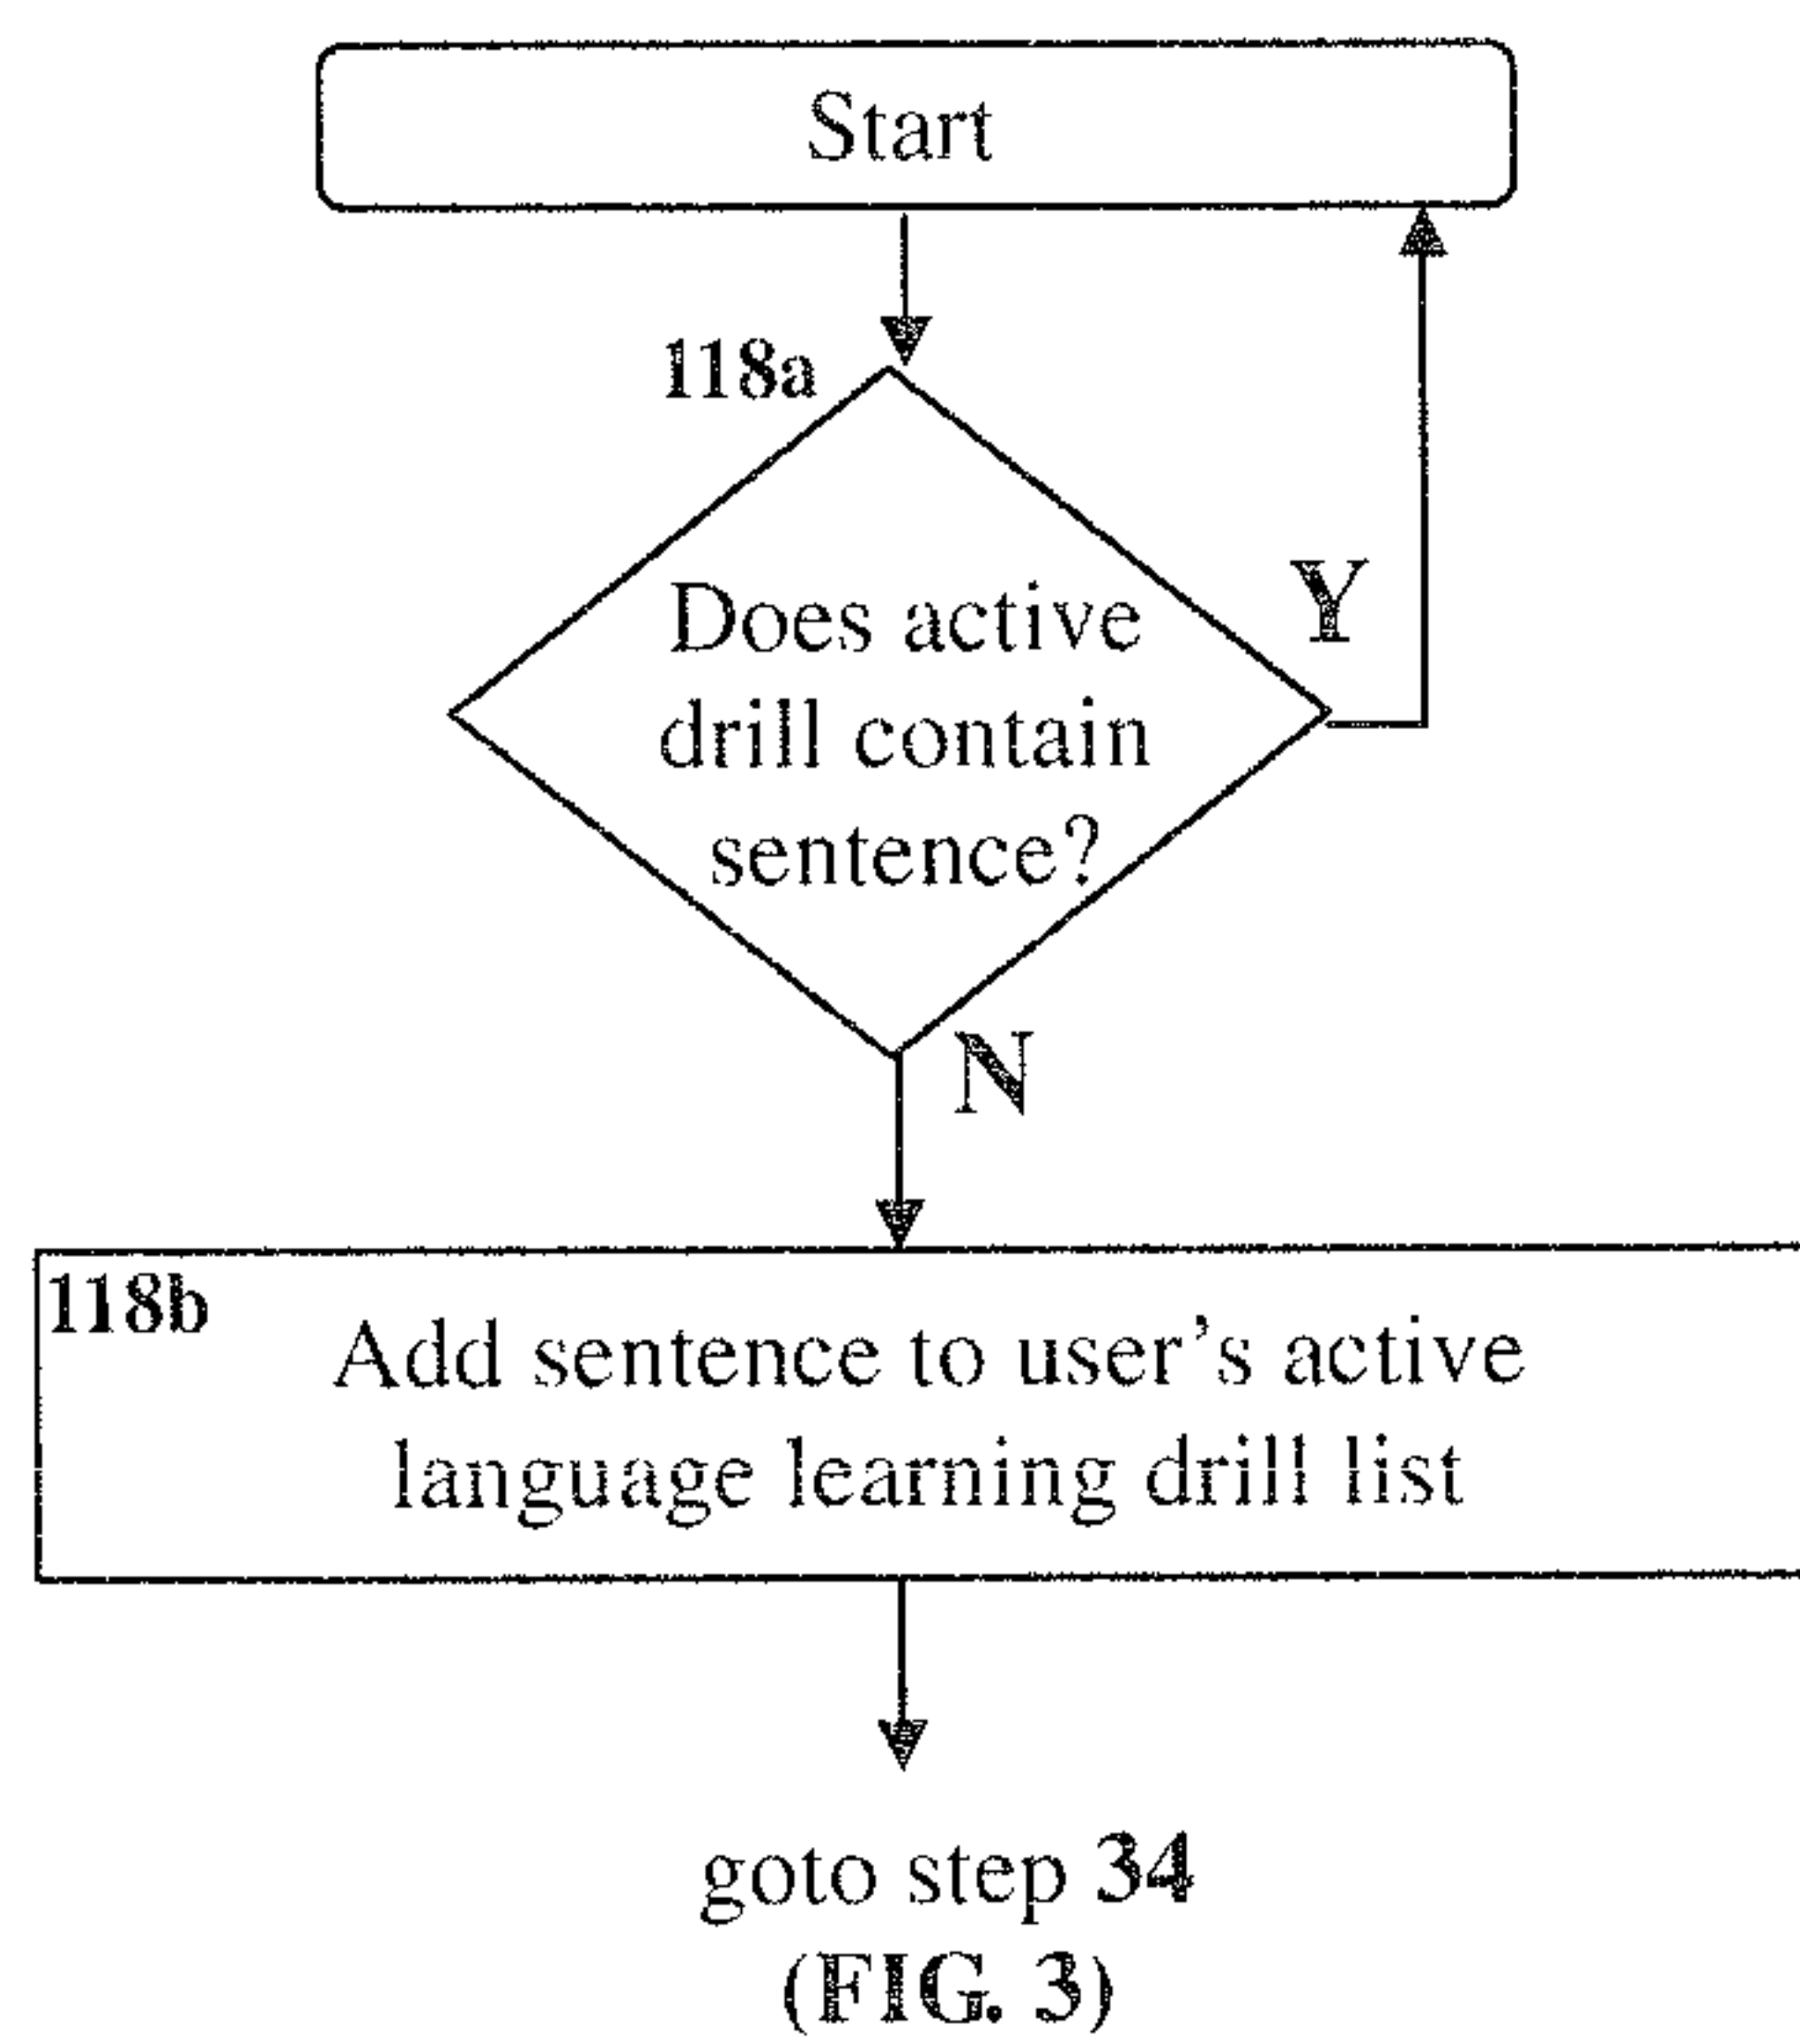 Start
118a
Does active
drill contain
sentence?
Y
N
118b
Add sentence to user’s active
language learning drill list
goto step 34
(FIG. 3)